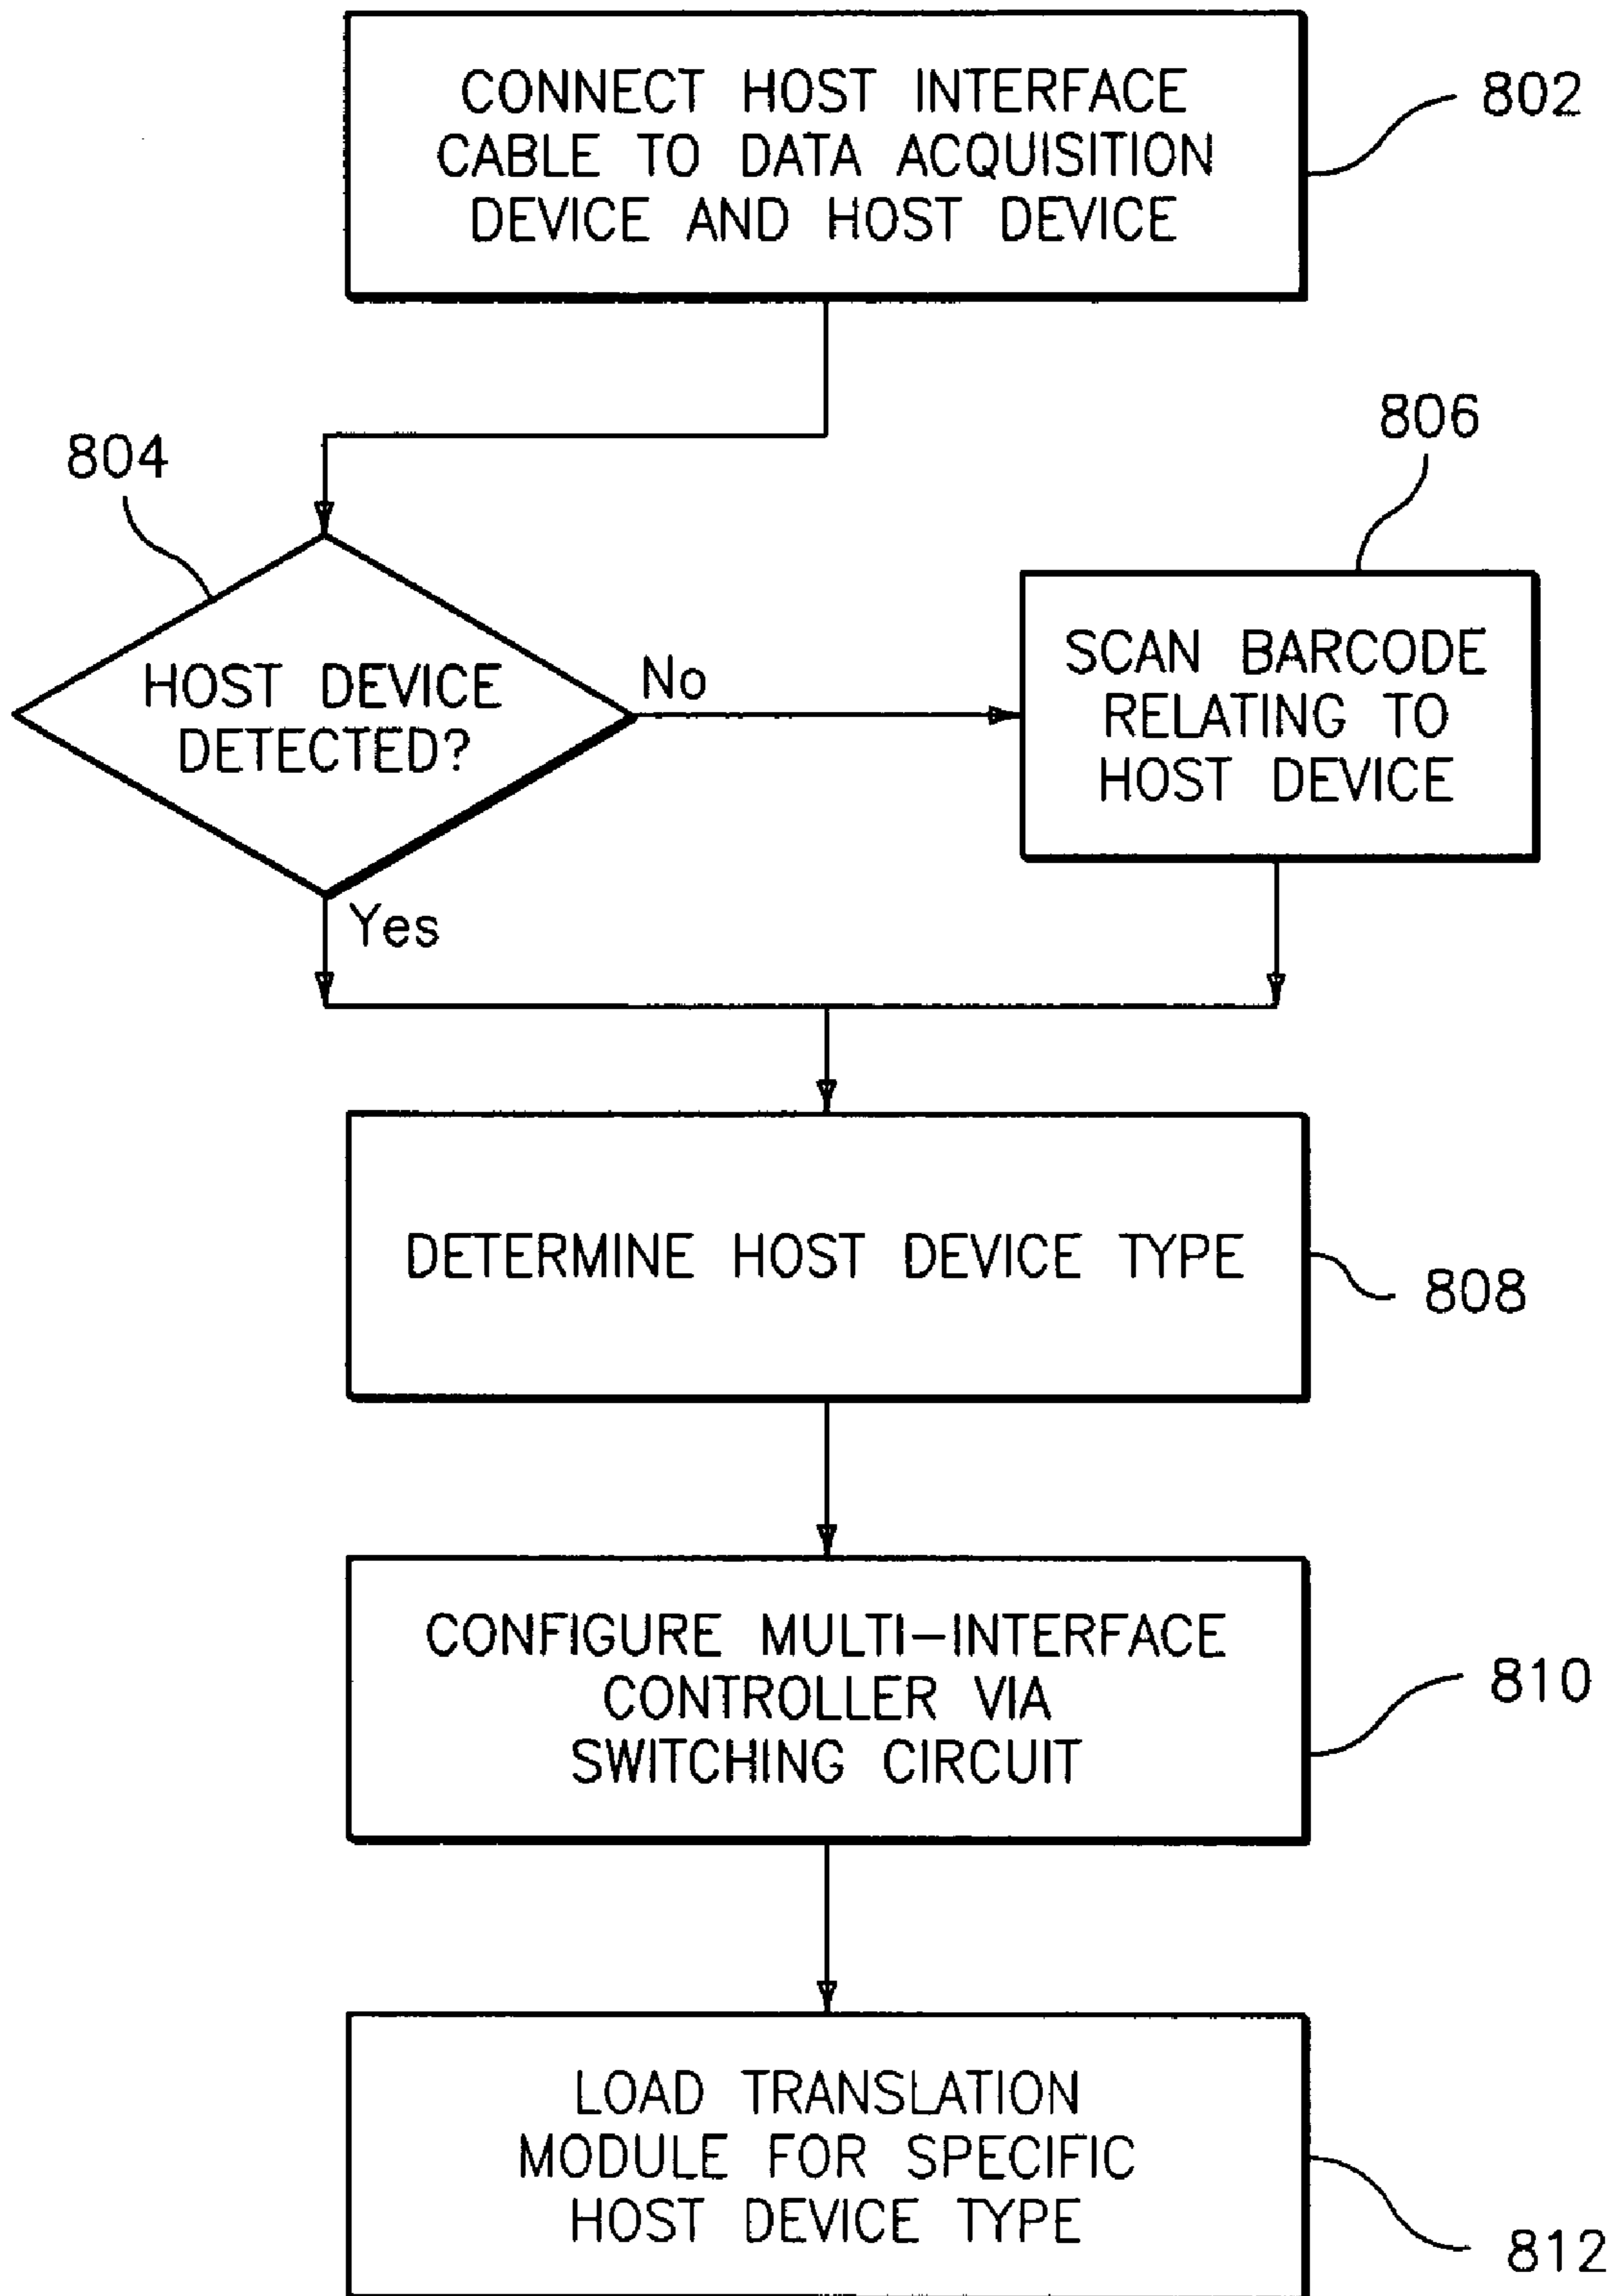 CONNECT HOST INTERFACE
CABLE TO DATA ACQUISITION
DEVICE AND HOST DEVICE
802
804
806
HOST DEVICE
DETECTED?
No
SCAN BARCODE
RELATING TO
HOST DEVICE
Yes
DETERMINE HOST DEVICE TYPE
808
CONFIGURE MULTI-INTERFACE
CONTROLLER VIA
SWITCHING CIRCUIT
810
LOAD TRANSLATION
MODULE FOR SPECIFIC
HOST DEVICE TYPE
812